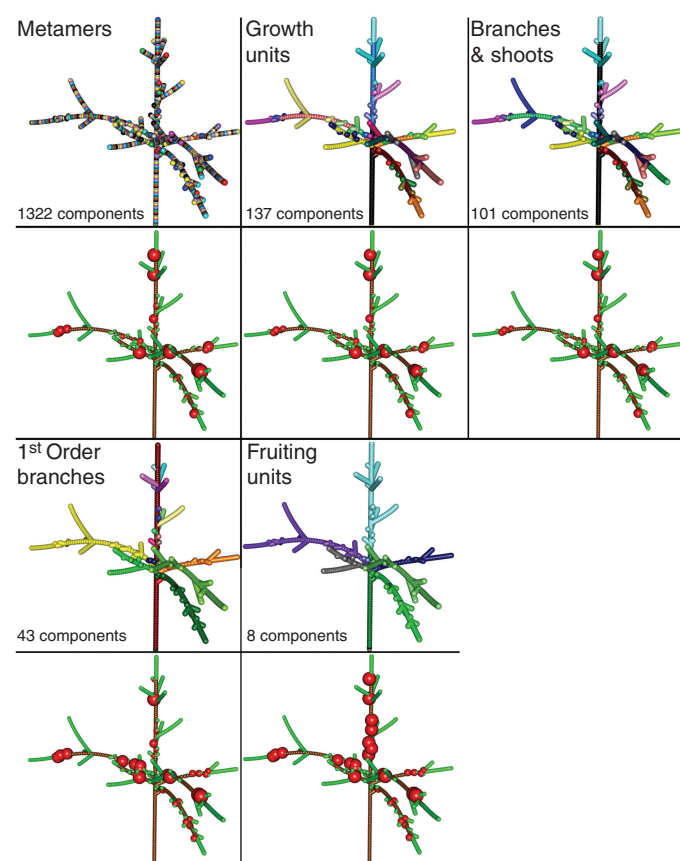 Metamers
1322 components
Growth
units
137 components
Branches
& shoots
101 components
1st Order
branches
43 components
Fruiting
units
8 components